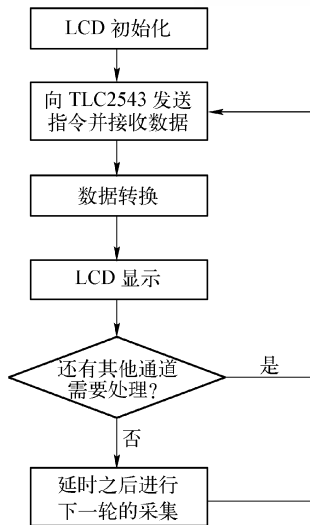 LCD 初始化
向 TLC2543 发送
指令并接收数据
数据转换
LCD 显示
还有其他通道
需要处理?
是
否
延时之后进行
下一轮的采集